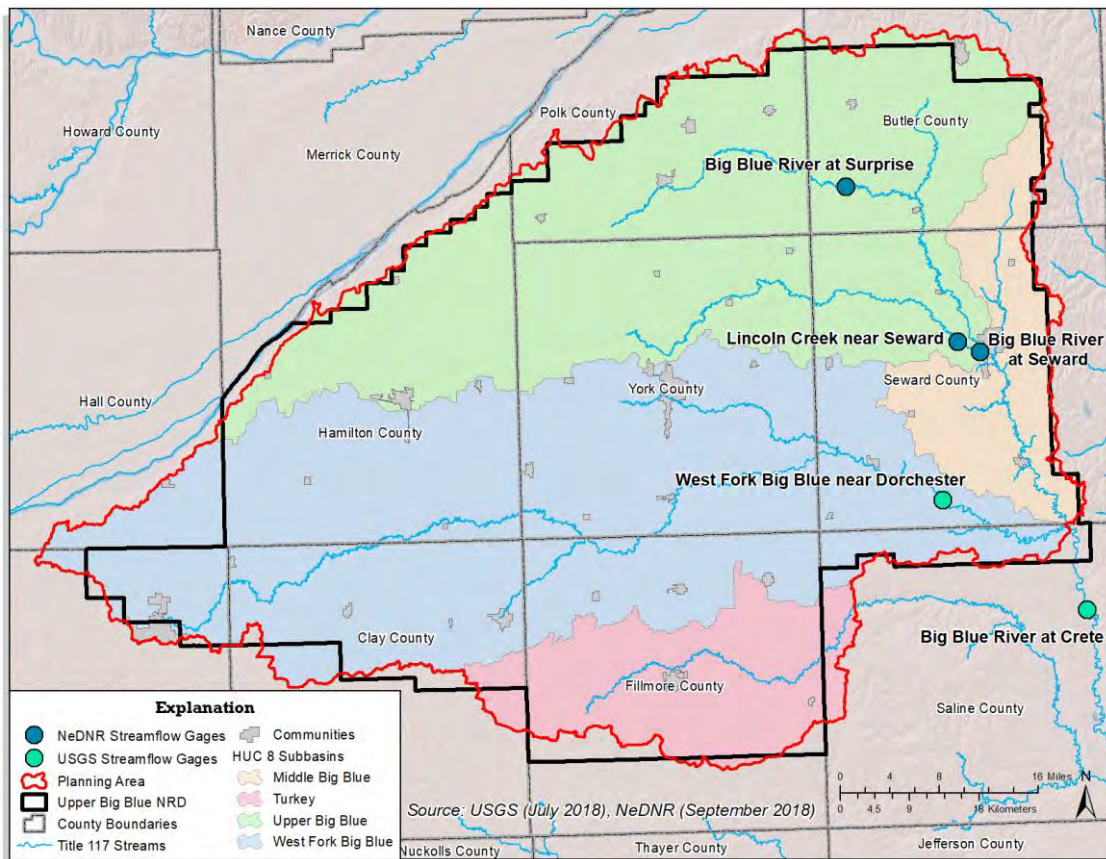 Nance County
Polk County
Howard County
Merrick County
Butler County
Big Blue River at Surprise
Lincoln Creek near Seward
Big Blue River
at Seward
Seward County
York County
Hall County
Hamilton County
West Fork Big Blue near Dorchester
Clay County
Big Blue River at Crete
Fillmore County
Saline County
Explanation
NeDNR Streamflow Gages
USGS Streamflow Gages
Planning Area
Upper Big Blue NRD
County Boundaries
Title 117 Streams
Communities
HUC 8 Subbasins
Middle Big Blue
Turkey
Upper Big Blue
West Fork Big Blue
0 4 8 16 Miles
0 4.5 9 18 Kilometers
N
Source: USGS (July 2018), NeDNR (September 2018)
Nuckolls County
Thayer County
Jefferson County